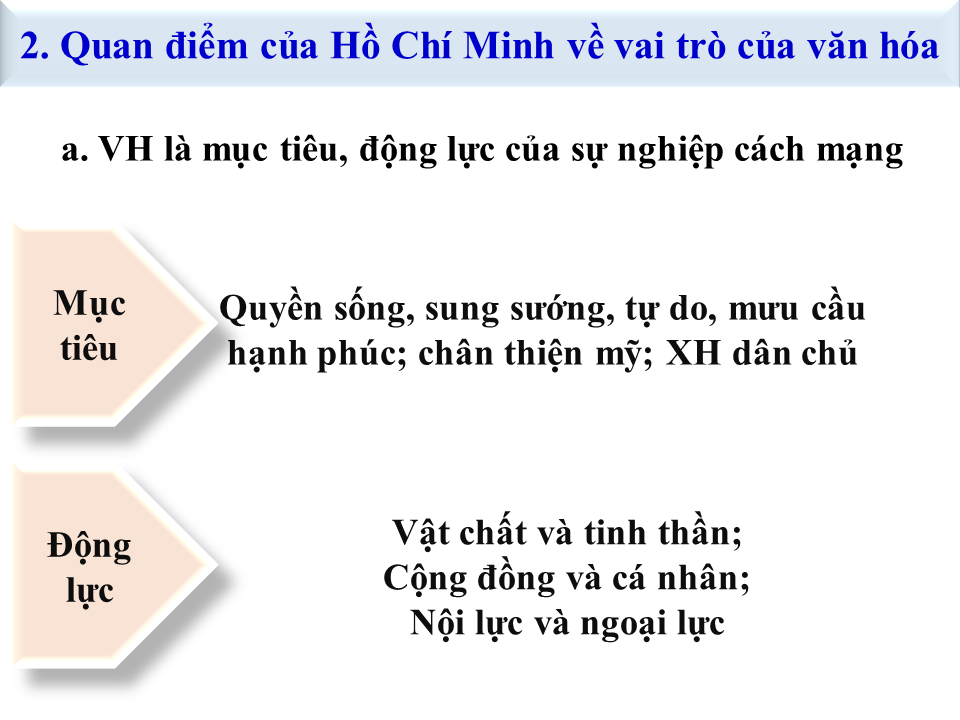 2. Quan điểm của Hồ Chí Minh về vai trò của văn hóa
a. VH là mục tiêu, động lực của sự nghiệp cách mạng
Mục
tiêu
Quyền sống, sung sướng, tự do, mưu cầu
hạnh phúc; chân thiện mỹ; XH dân chủ
Động
lực
Vật chất và tinh thần;
Cộng đồng và cá nhân;
Nội lực và ngoại lực